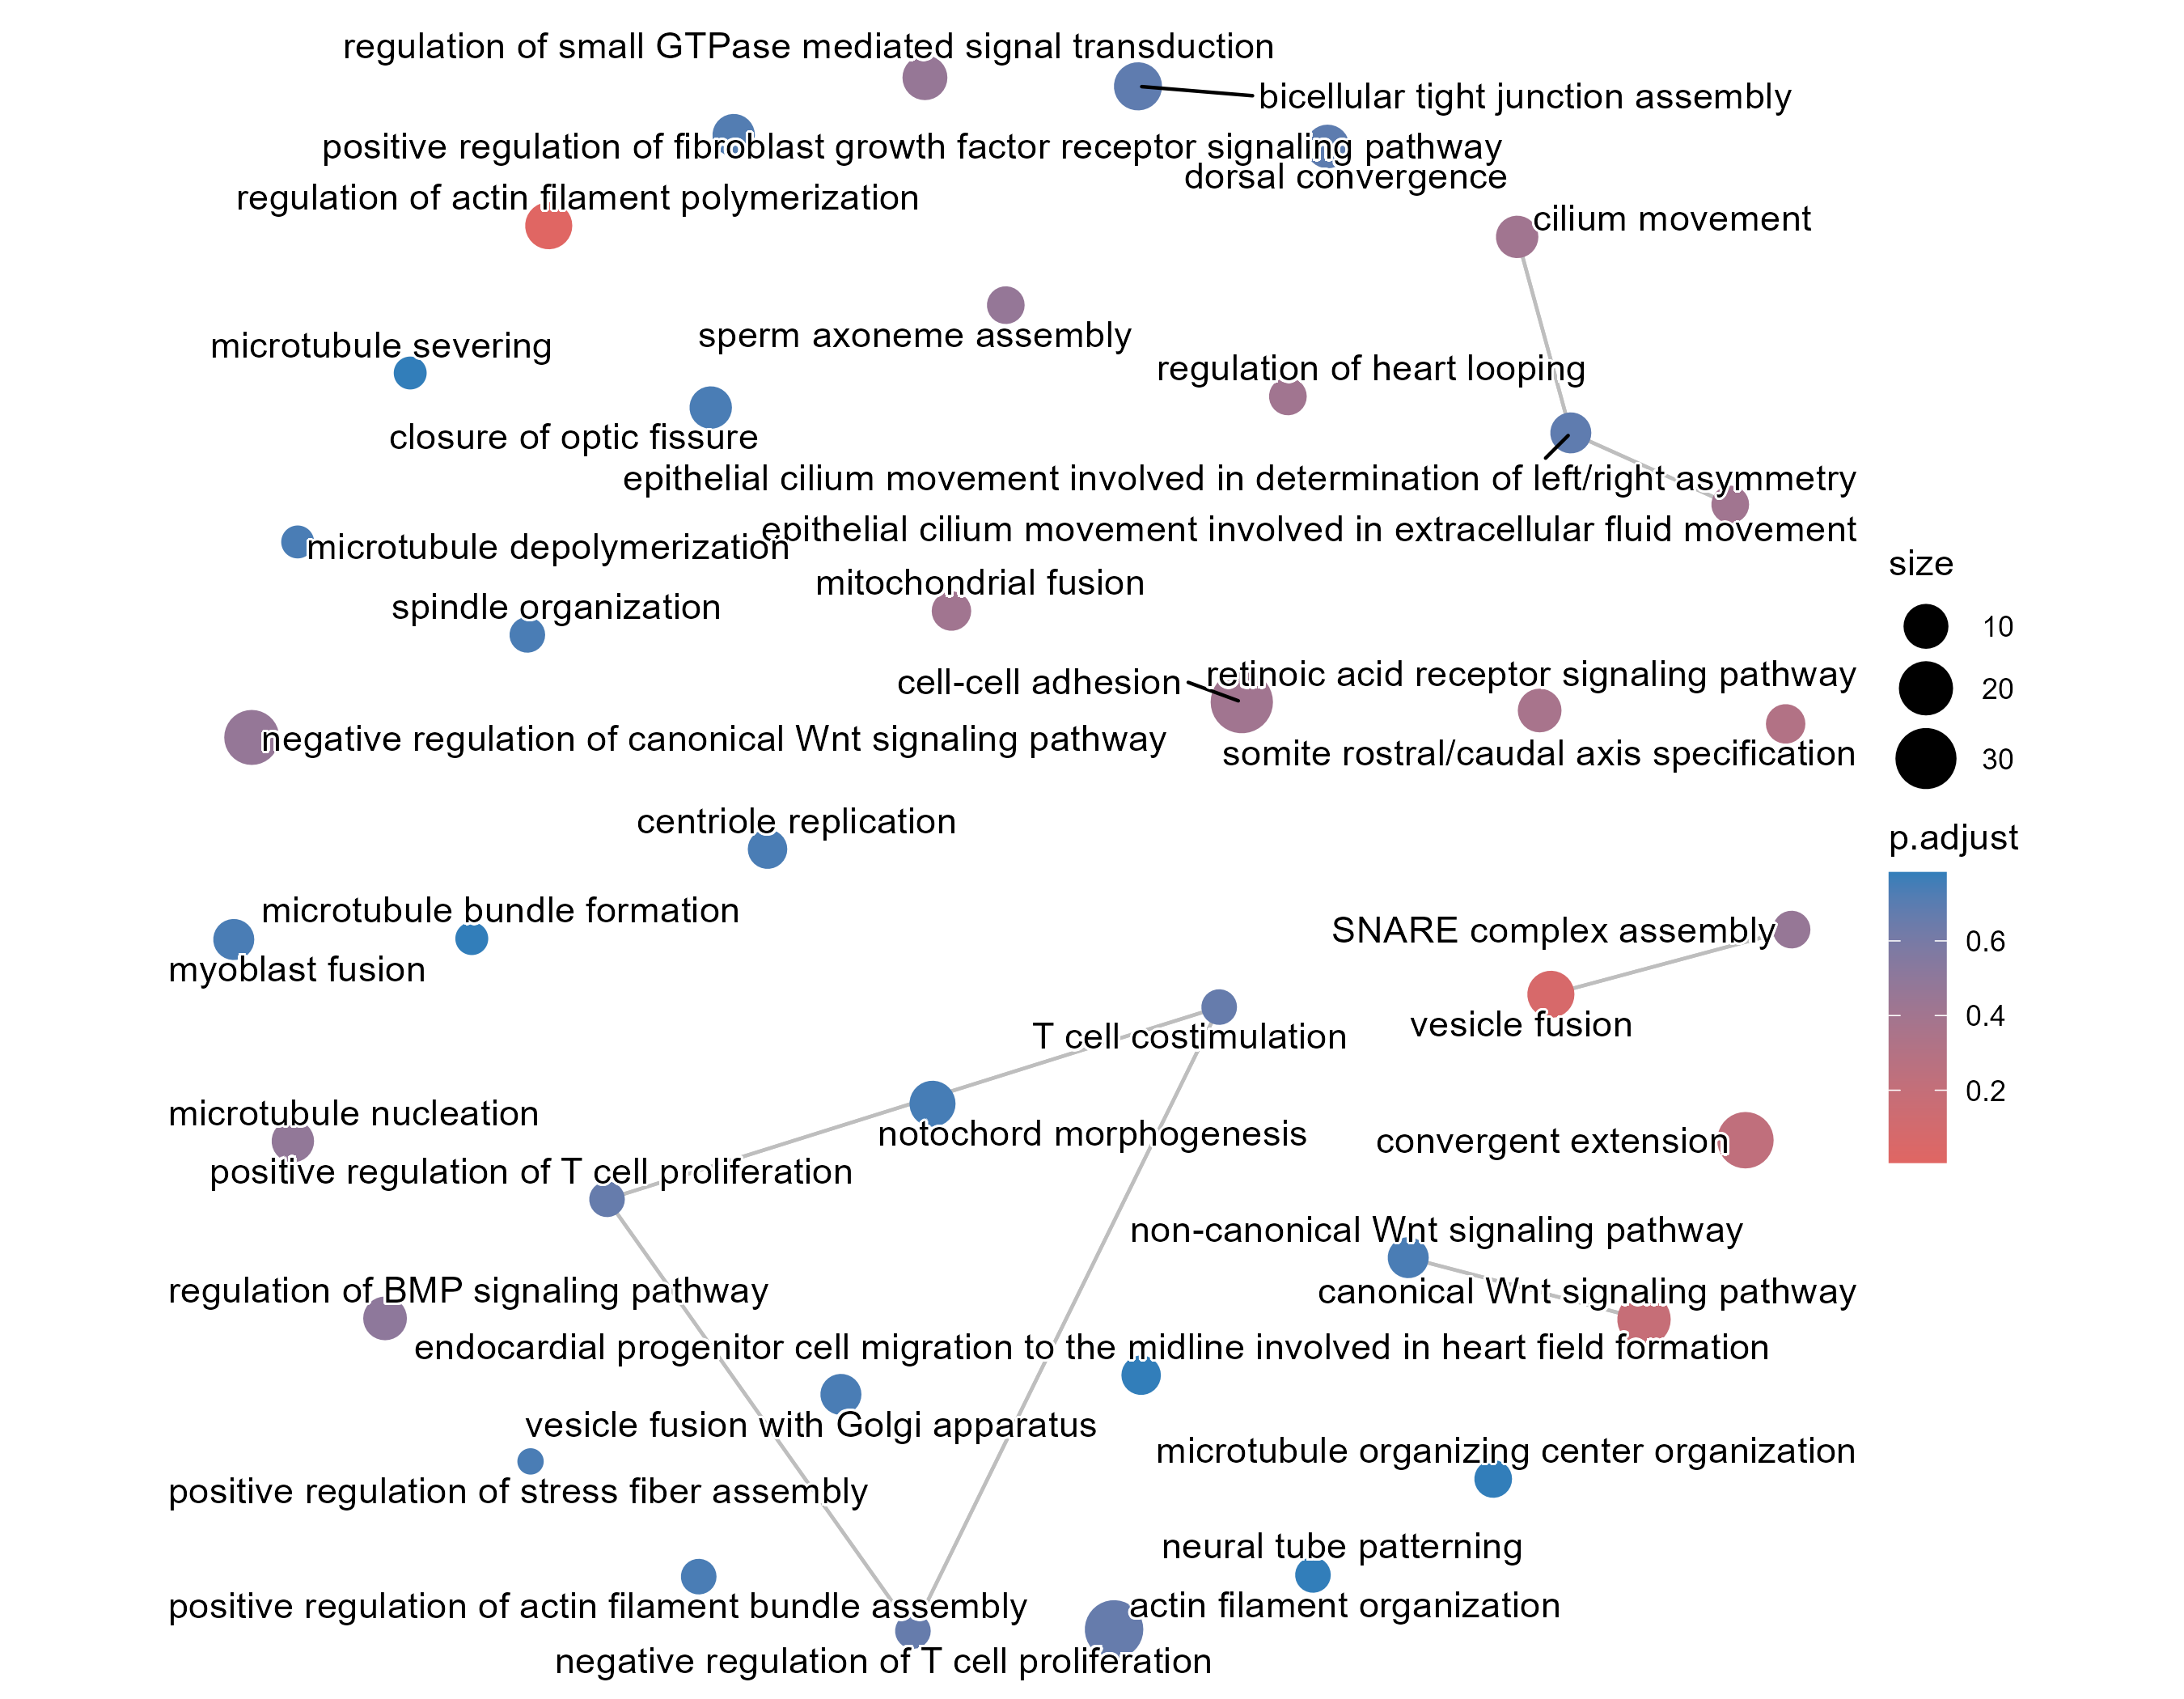 regulation of small GTPase mediated signal transduction
bicellular tight junction assembly
positive regulation of fibroblast growth factor receptor signaling pathway
dorsal convergence
regulation of actin filament polymerization
cilium movement
sperm axoneme assembly
microtubule severing
regulation of heart looping
closure of optic fissure
epithelial cilium movement involved in determination of left/right asymmetry
epithelial cilium movement involved in extracellular fluid movement
microtubule depolymerization
mitochondrial fusion
spindle organization
cell-cell adhesion
retinoic acid receptor signaling pathway
negative regulation of canonical Wnt signaling pathway
somite rostral/caudal axis specification
centriole replication
microtubule bundle formation
SNARE complex assembly
myoblast fusion
vesicle fusion
T cell costimulation
microtubule nucleation
notochord morphogenesis
convergent extension
positive regulation of T cell proliferation
non-canonical Wnt signaling pathway
regulation of BMP signaling pathway
canonical Wnt signaling pathway
endocardial progenitor cell migration to the midline involved in heart field formation
vesicle fusion with Golgi apparatus
microtubule organizing center organization
positive regulation of stress fiber assembly
neural tube patterning
positive regulation of actin filament bundle assembly
actin filament organization
negative regulation of T cell proliferation
size
10
20
30
p.adjust
0.6
0.4
0.2